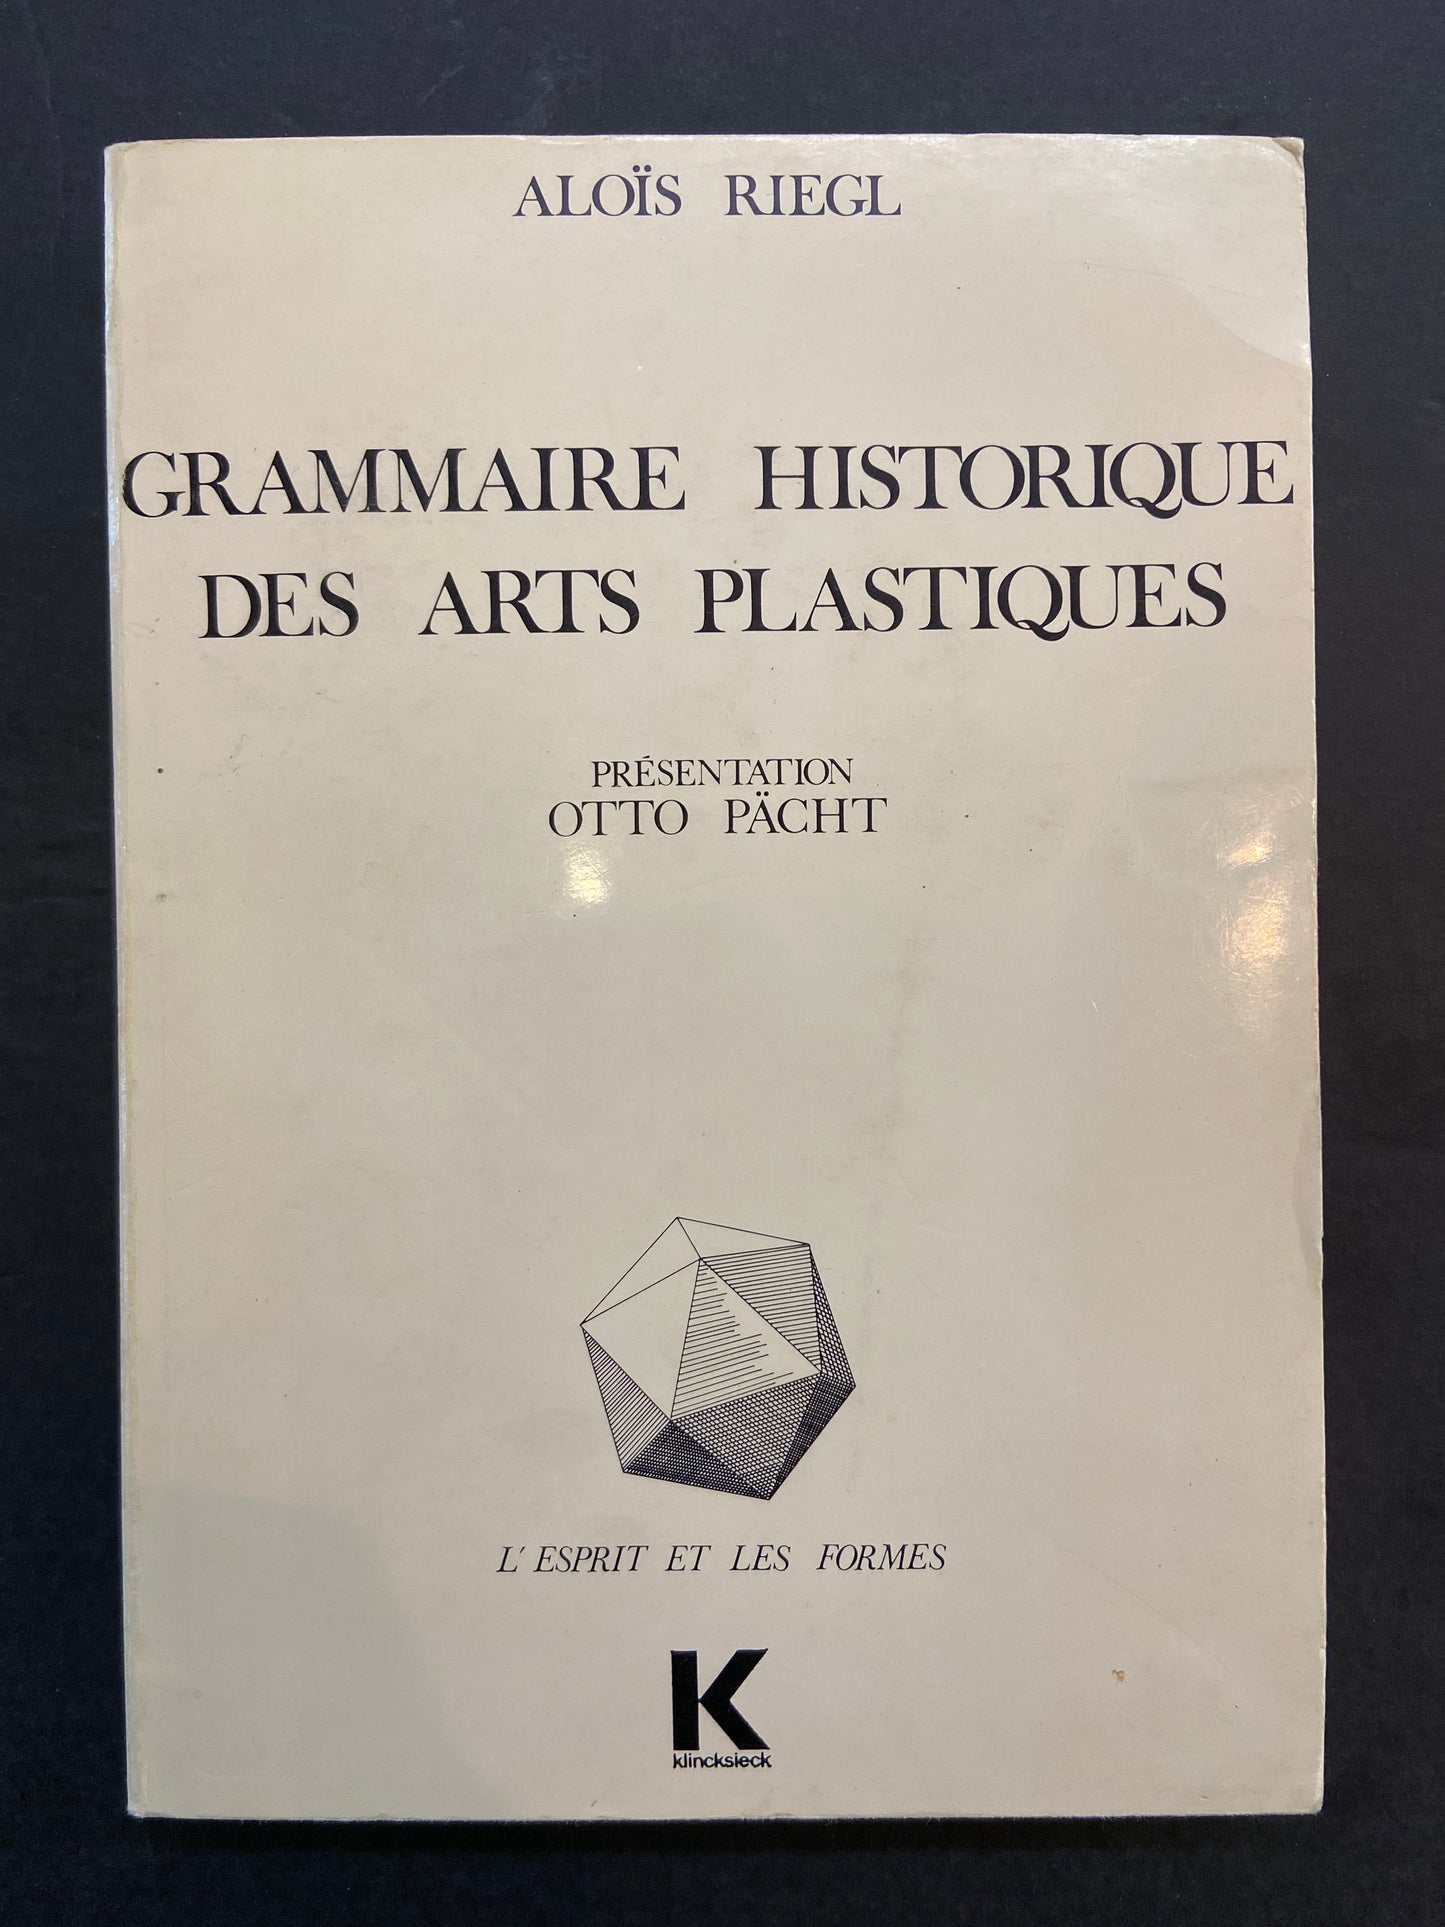 ALOÏS RIEGL
GRAMMAIRE HISTORIQUE
DES ARTS PLASTIQUES
PRÉSENTATION
OTTO PÄCHT
L'ESPRIT ET LES FORMES
K
klincksieck